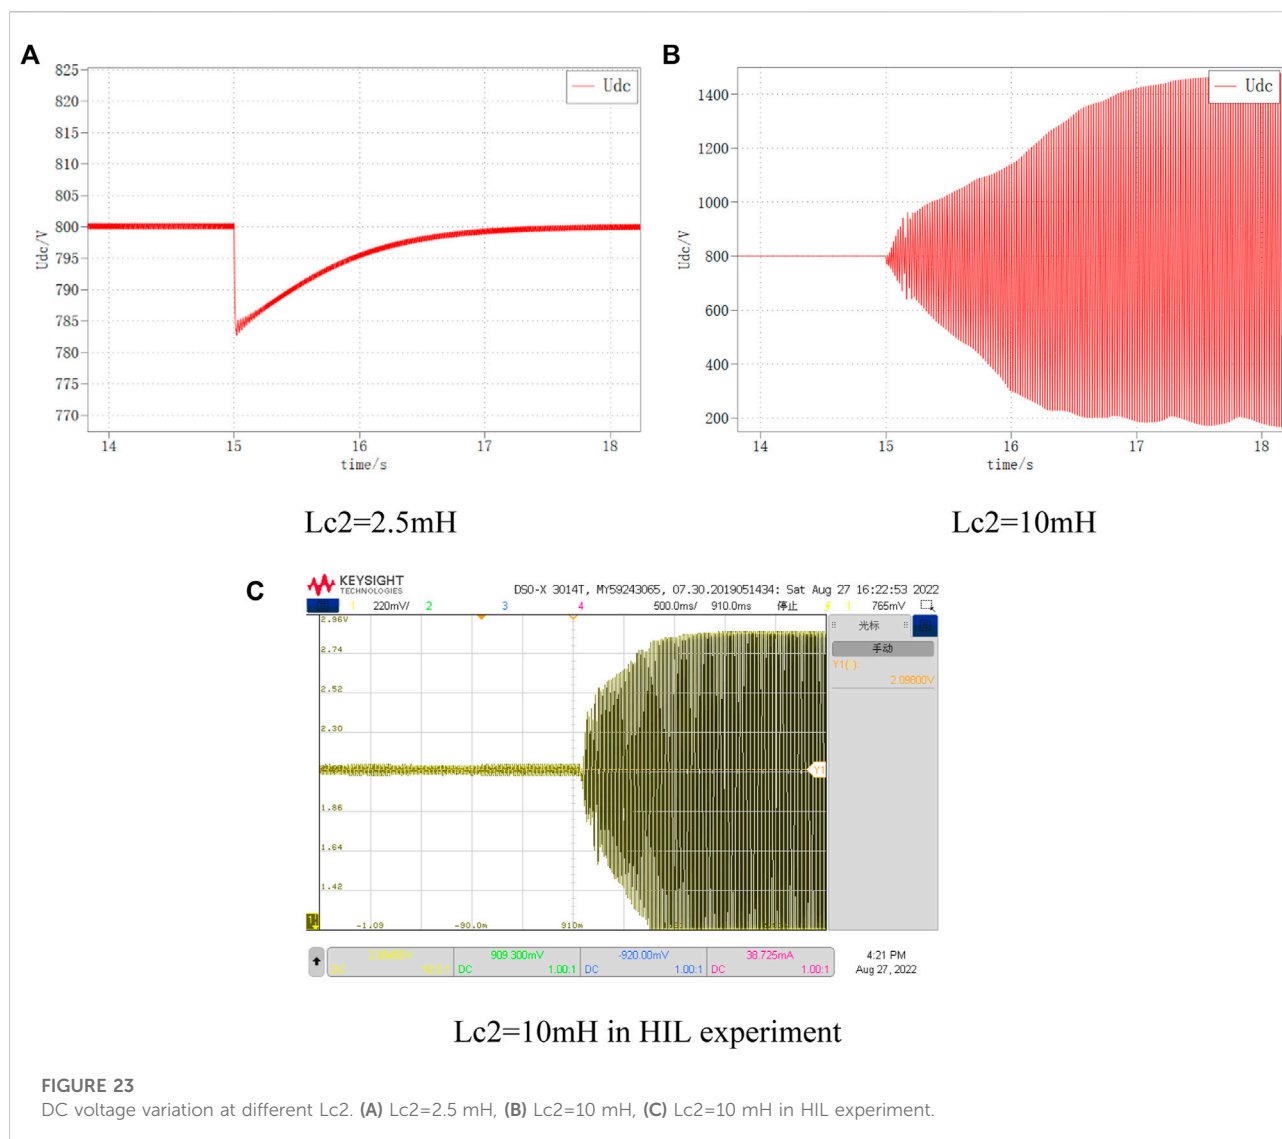 A
825
820
815
810
805
800
795
790
785
780
775
770
Udc/V
Udc
14 15 16 17 18
time/s
Lc2=2.5mH
B
1400
1200
1000
800
600
400
200
Udc/V
Udc
14 15 16 17 18
time/s
Lc2=10mH
C
KEYSIGHT
TECHNOLOGIES
DSO-X 3014T, MY59243065, 07.30.2019051434: Sat Aug 27 16:22:53 2022
1 220mV/ 2 3 4 500.0ms/ 910.0ms 停止 1 765mV
2.96V
2.74
2.52
2.30
1.86
1.64
1.42
-1.09 -90.0m 910m
Y1
光标
手动
Y1(1):
2.09800V
DC
909.300mV
DC 1.00:1
-920.00mV
DC 1.00:1
38.725mA
DC 1.00:1
4:21 PM
Aug 27, 2022
Lc2=10mH in HIL experiment
FIGURE 23
DC voltage variation at different Lc2. (A) Lc2=2.5 mH, (B) Lc2=10 mH, (C) Lc2=10 mH in HIL experiment.